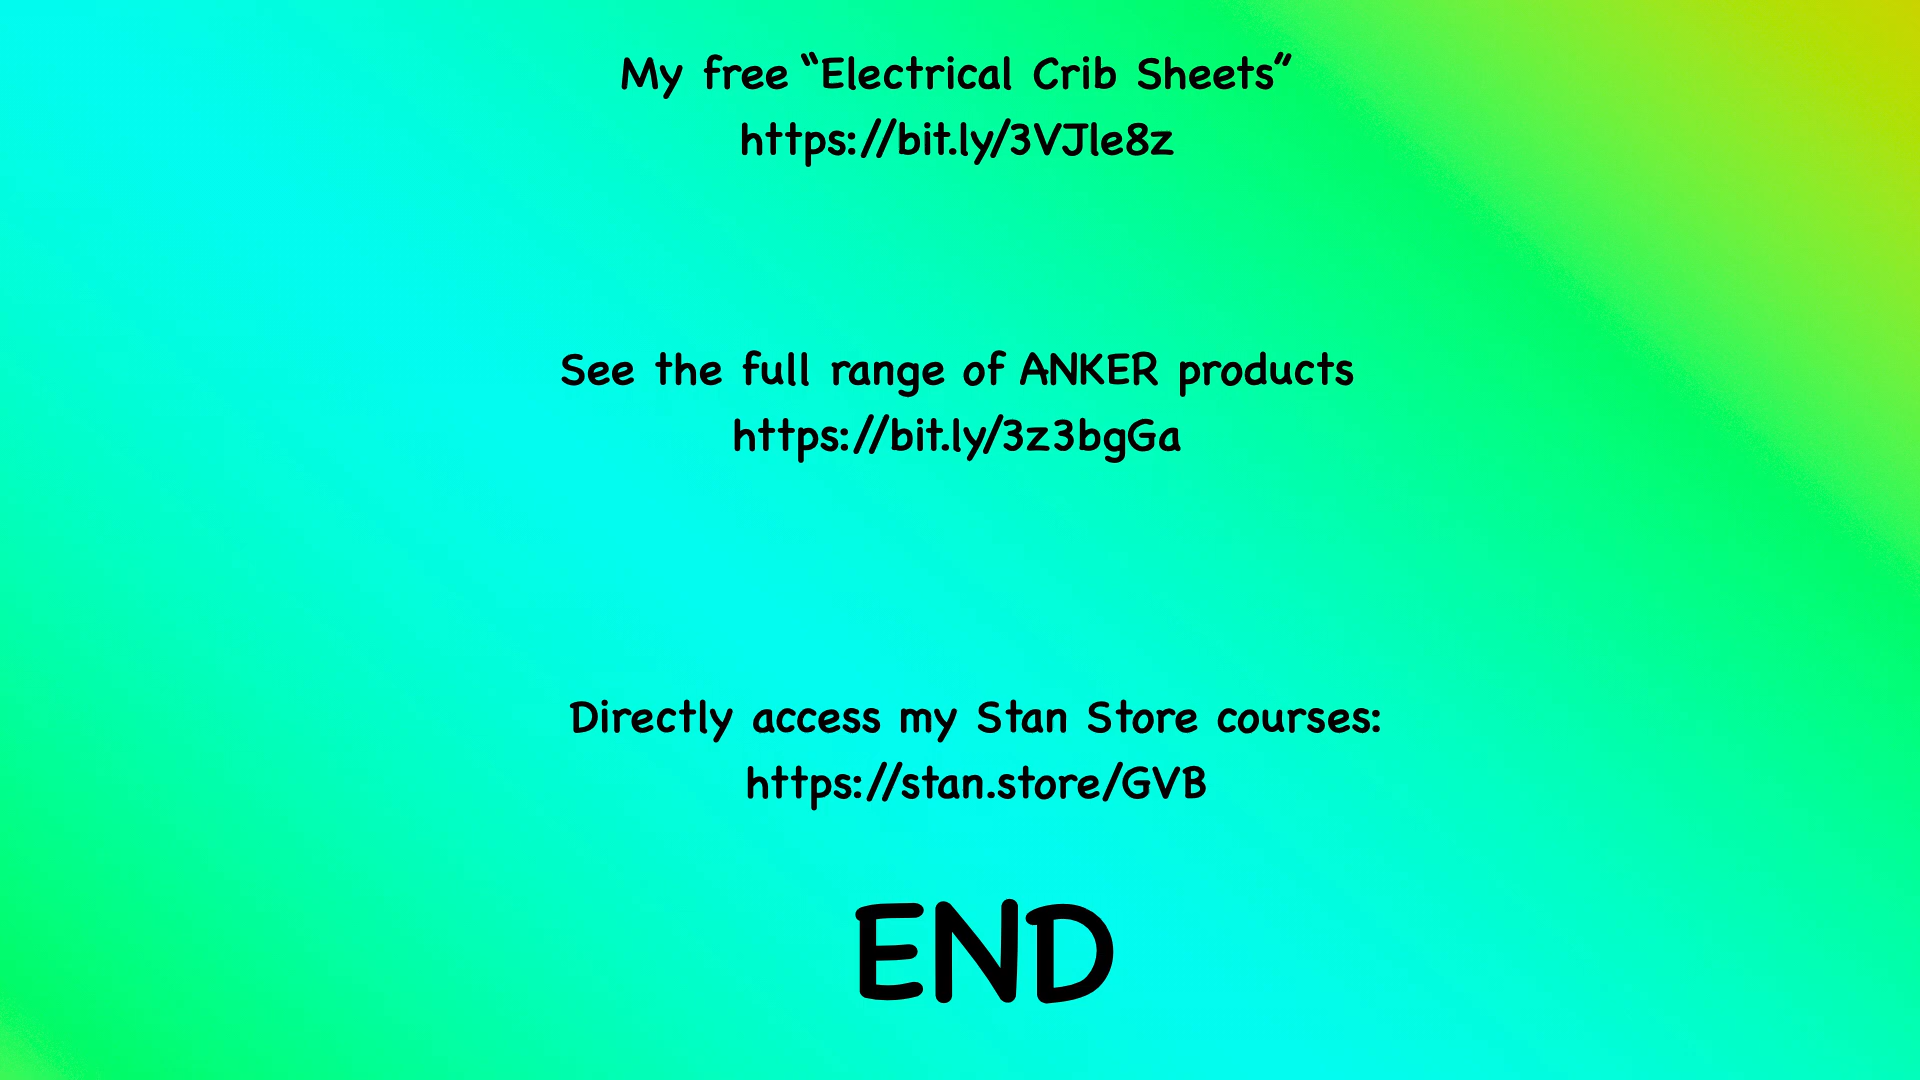 My free “Electrical Crib Sheets”
https://bit.ly/3VJle8z
See the full range of ANKER products
https://bit.ly/3z3bgGa
Directly access my Stan Store courses:
https://stan.store/GVB
END